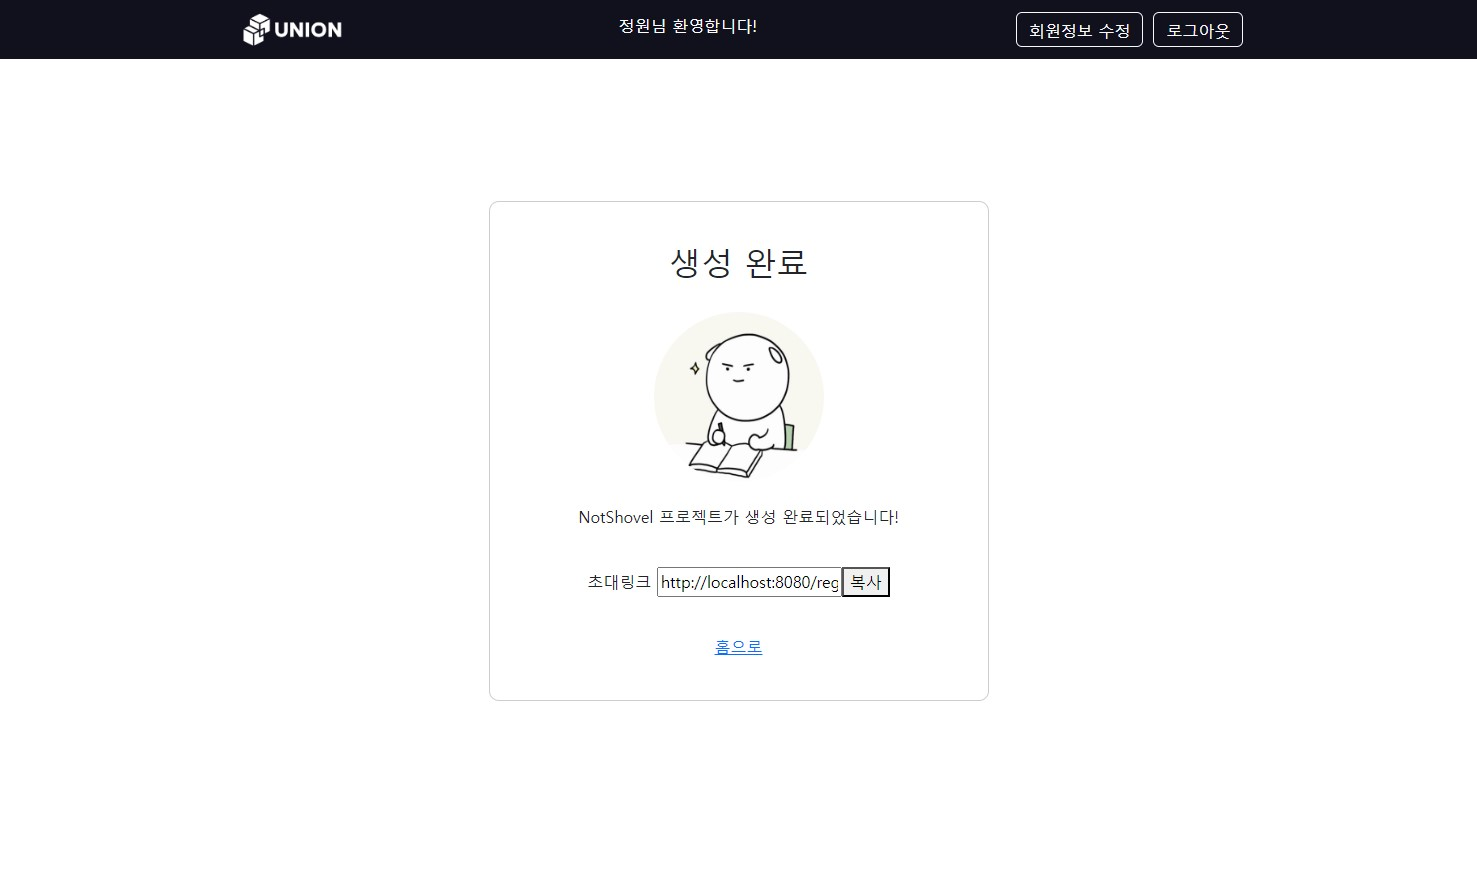 UNION
정원님 환영합니다!
회원정보 수정
로그아웃
생성 완료
NotShovel 프로젝트가 생성 완료되었습니다!
초대링크 http://localhost:8080/reg 복사
홈으로